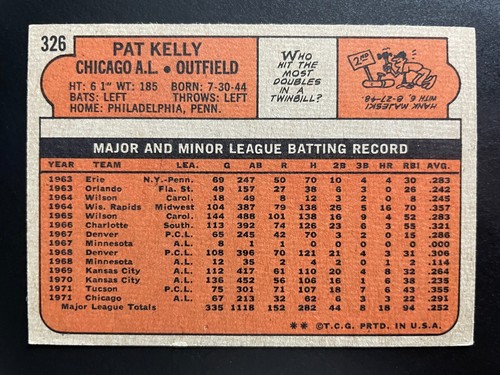 326
PAT KELLY
CHICAGO A.L. • OUTFIELD
HT: 6 1" WT: 185 BORN: 7-30-44
BATS: LEFT THROWS: LEFT
HOME: PHILADELPHIA, PENN.
WHO
HIT THE
MOST
DOUBLES
IN A
TWINBILL?
2ND
HANK MAJESKI
WITH 6, 8-27-48.
MAJOR AND MINOR LEAGUE BATTING RECORD
YEAR TEAM LEA. G AB R H 2B 3B HR RBI AVG.
1963 Erie N.Y.-Penn. 69 247 50 70 10 4 4 30 .283
1963 Orlando Fla. St. 49 157 27 38 6 3 0 26 .242
1964 Wilson Carol. 18 49 8 12 3 0 2 8 .245
1964 Wis. Rapids Midwest 104 387 79 138 26 5 16 70 .357
1965 Wilson Carol. 144 488 101 138 16 9 4 52 .283
1966 Charlotte South. 113 392 74 126 23 6 3 55 .321
1967 Denver P.C.L. 65 241 35 61 9 2 3 21 .253
1967 Minnesota A.L. 8 1 1 0 0 0 0 0 .000
1968 Denver P.C.L. 108 396 70 121 21 4 3 31 .306
1968 Minnesota A.L. 12 35 2 4 2 0 1 2 .114
1969 Kansas City A.L. 112 417 61 110 20 4 8 32 .264
1970 Kansas City A.L. 136 452 56 106 16 1 6 38 .235
1971 Tucson P.C.L. 75 301 71 107 18 7 6 43 .355
1971 Chicago A.L. 67 213 32 62 6 3 3 22 .291
Major League Totals 335 1118 152 282 44 8 18 94 .252
** ©T.C.G. PRTD. IN U.S.A.